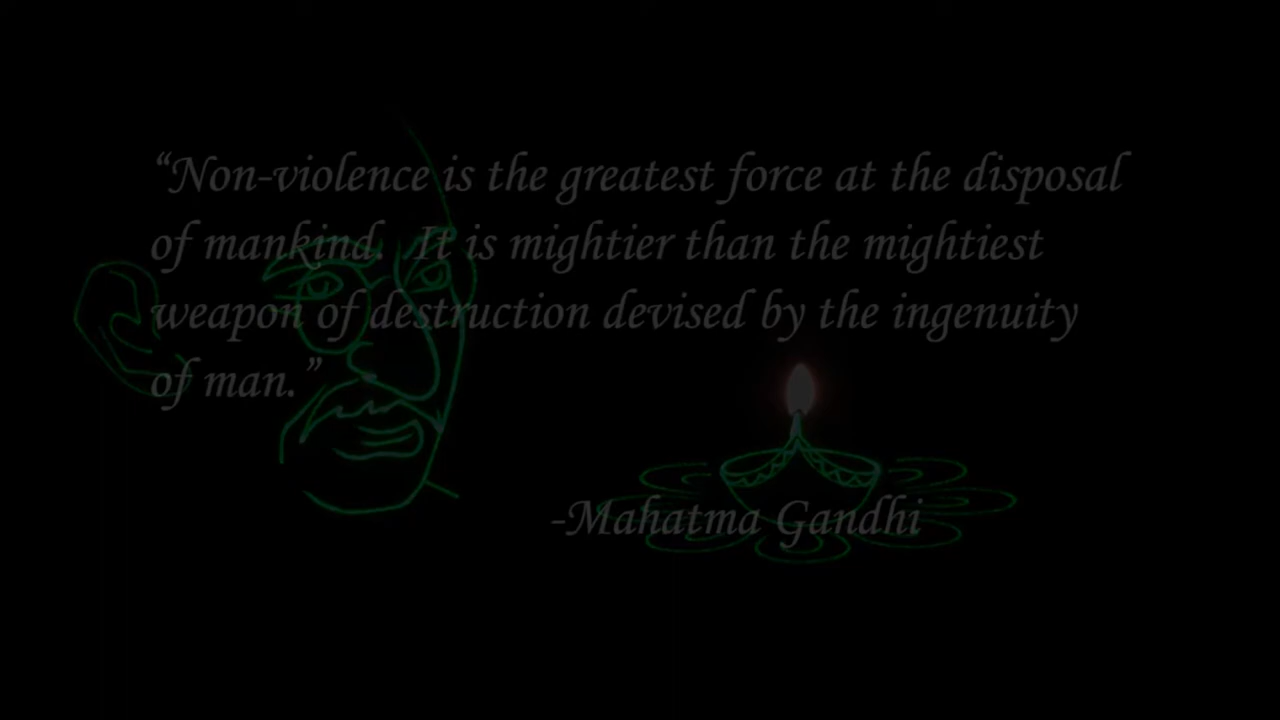 “Non-violence is the greatest force at the disposal
of mankind.  It is mightier than the mightiest
weapon of destruction devised by the ingenuity
of man.”
-Mahatma Gandhi